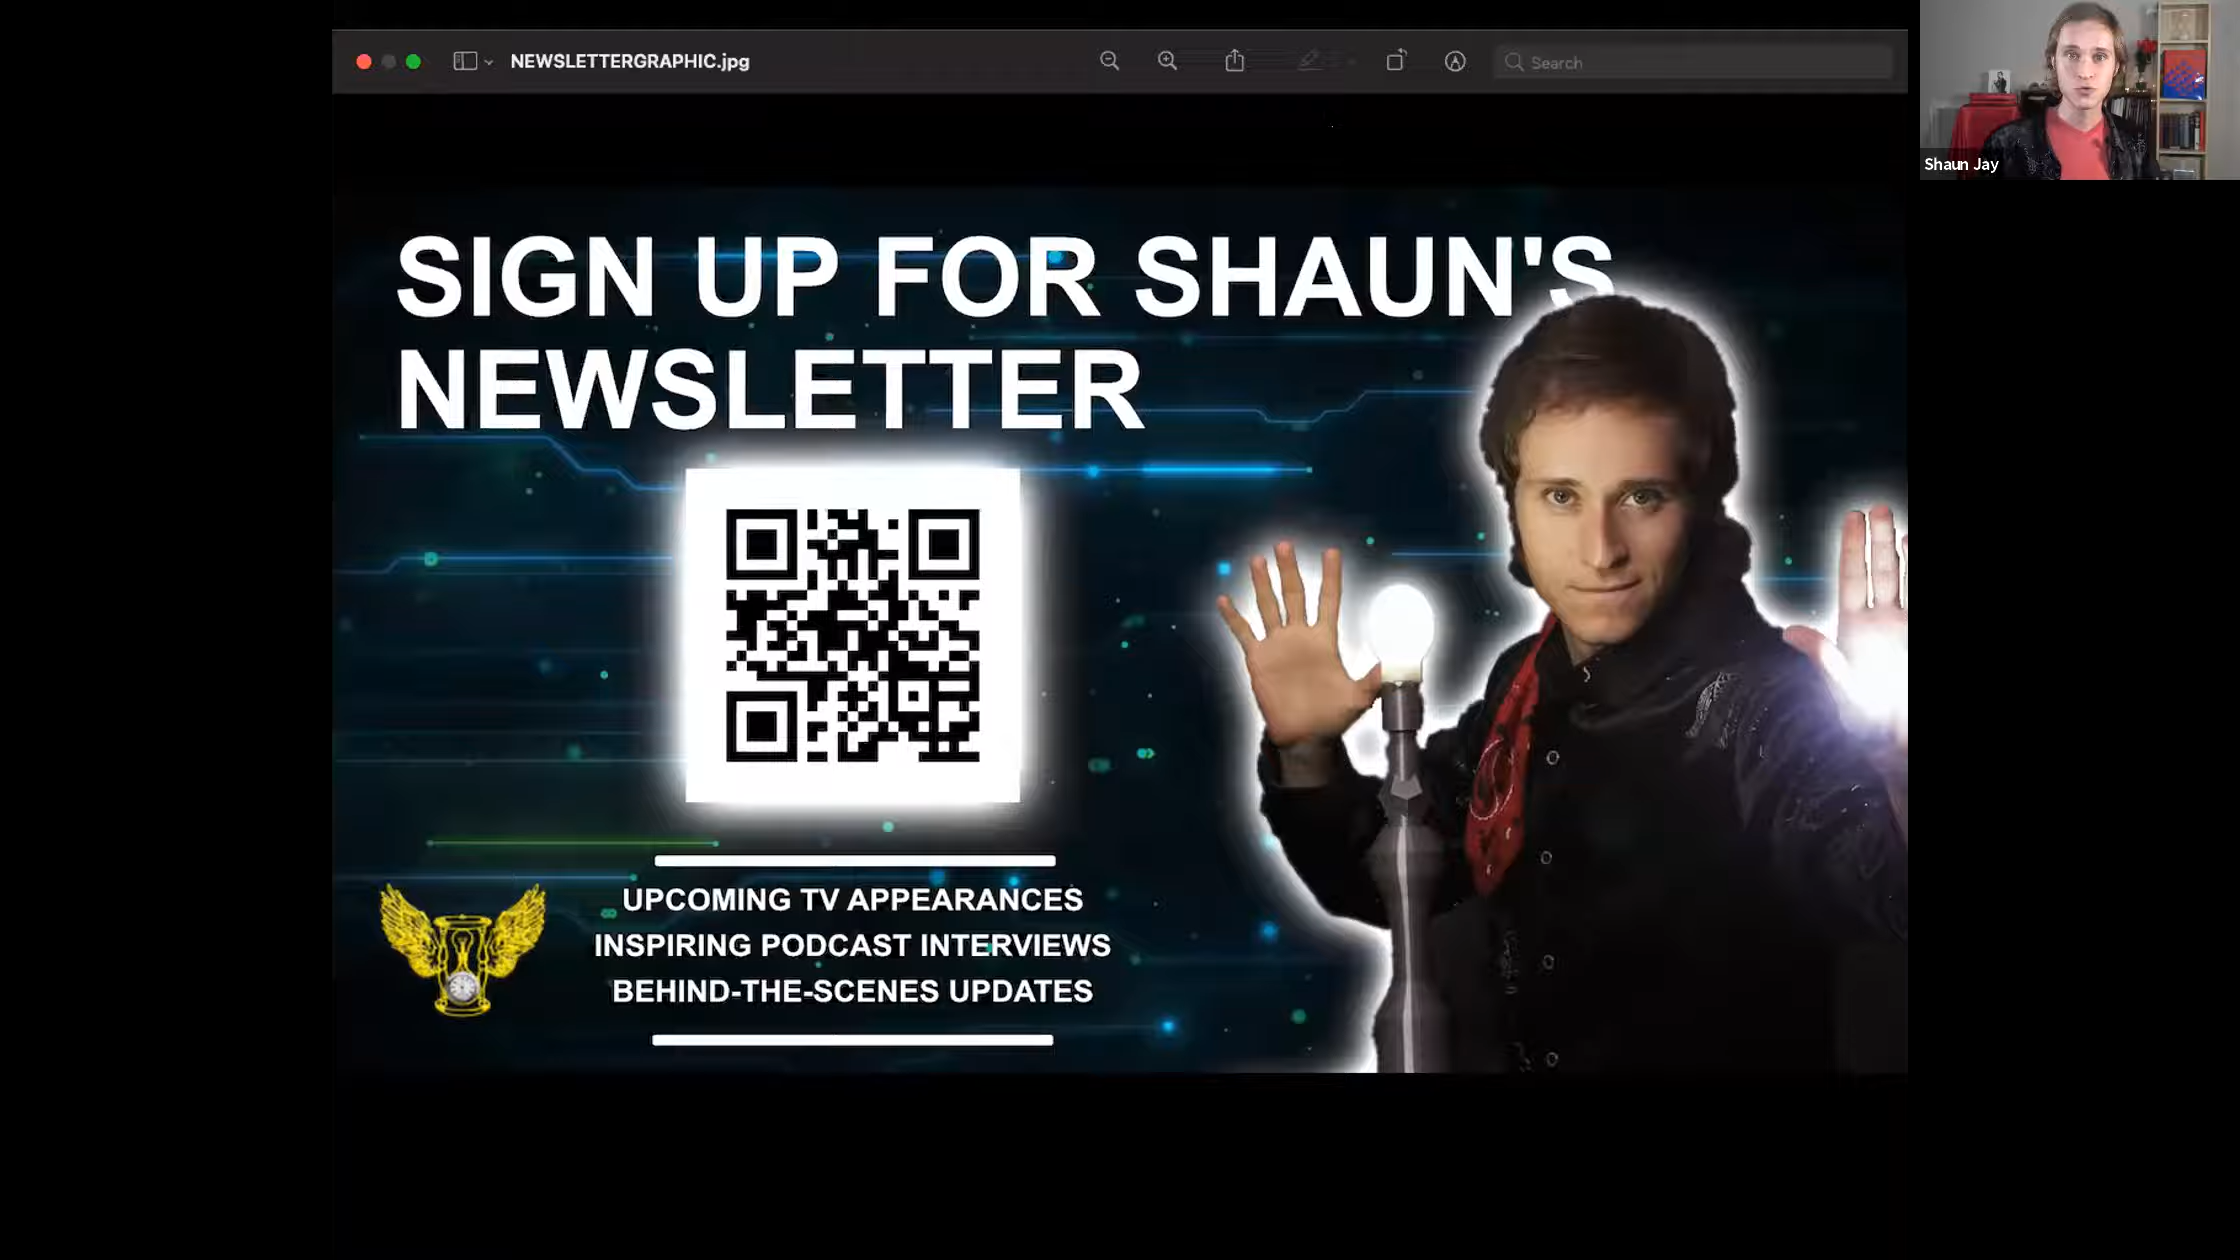 NEWSLETTERGRAPHIC.jpg
Search
Shaun Jay
SIGN UP FOR SHAUN'S
NEWSLETTER
UPCOMING TV APPEARANCES
INSPIRING PODCAST INTERVIEWS
BEHIND-THE-SCENES UPDATES